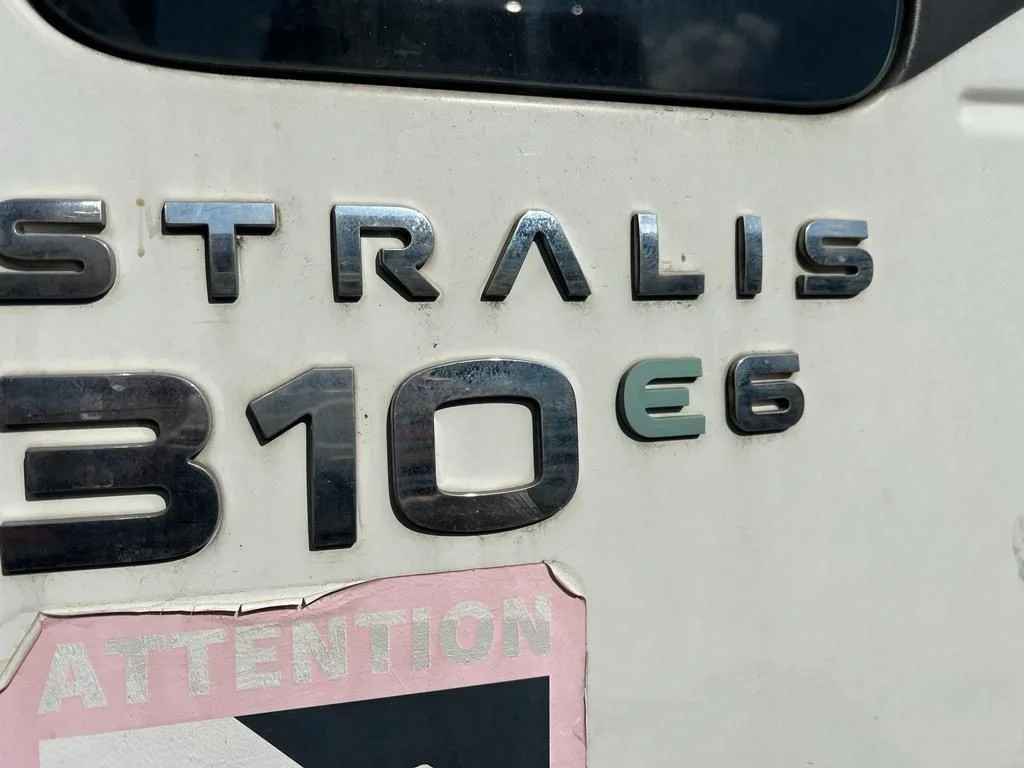 STRALIS
310 E6
ATTENTION